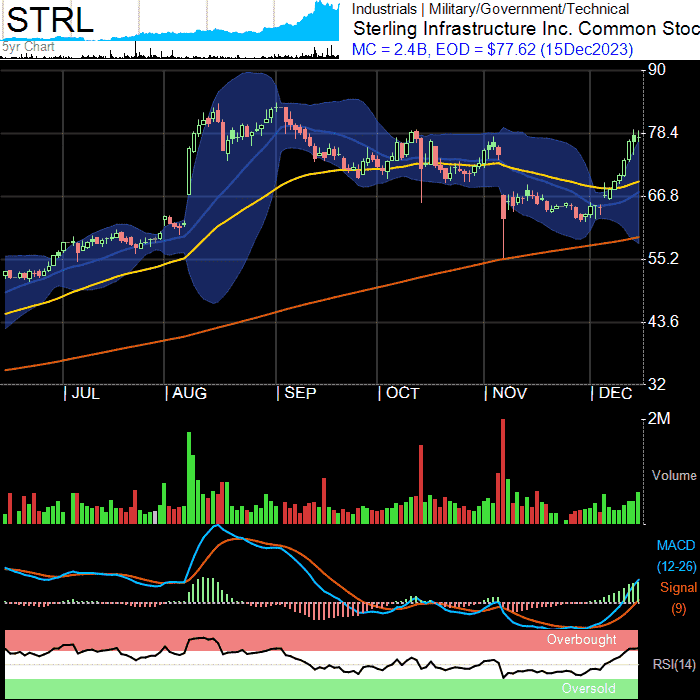 STRL
5yr Chart
Industrials | Military/Government/Technical
Sterling Infrastructure Inc. Common Stoc
MC = 2.4B, EOD = $77.62 (15Dec2023)
90
78.4
66.8
55.2
43.6
32
| JUL | AUG | SEP | OCT | NOV | DEC
2M
Volume
MACD
(12-26)
Signal
(9)
Overbought
RSI(14)
Oversold